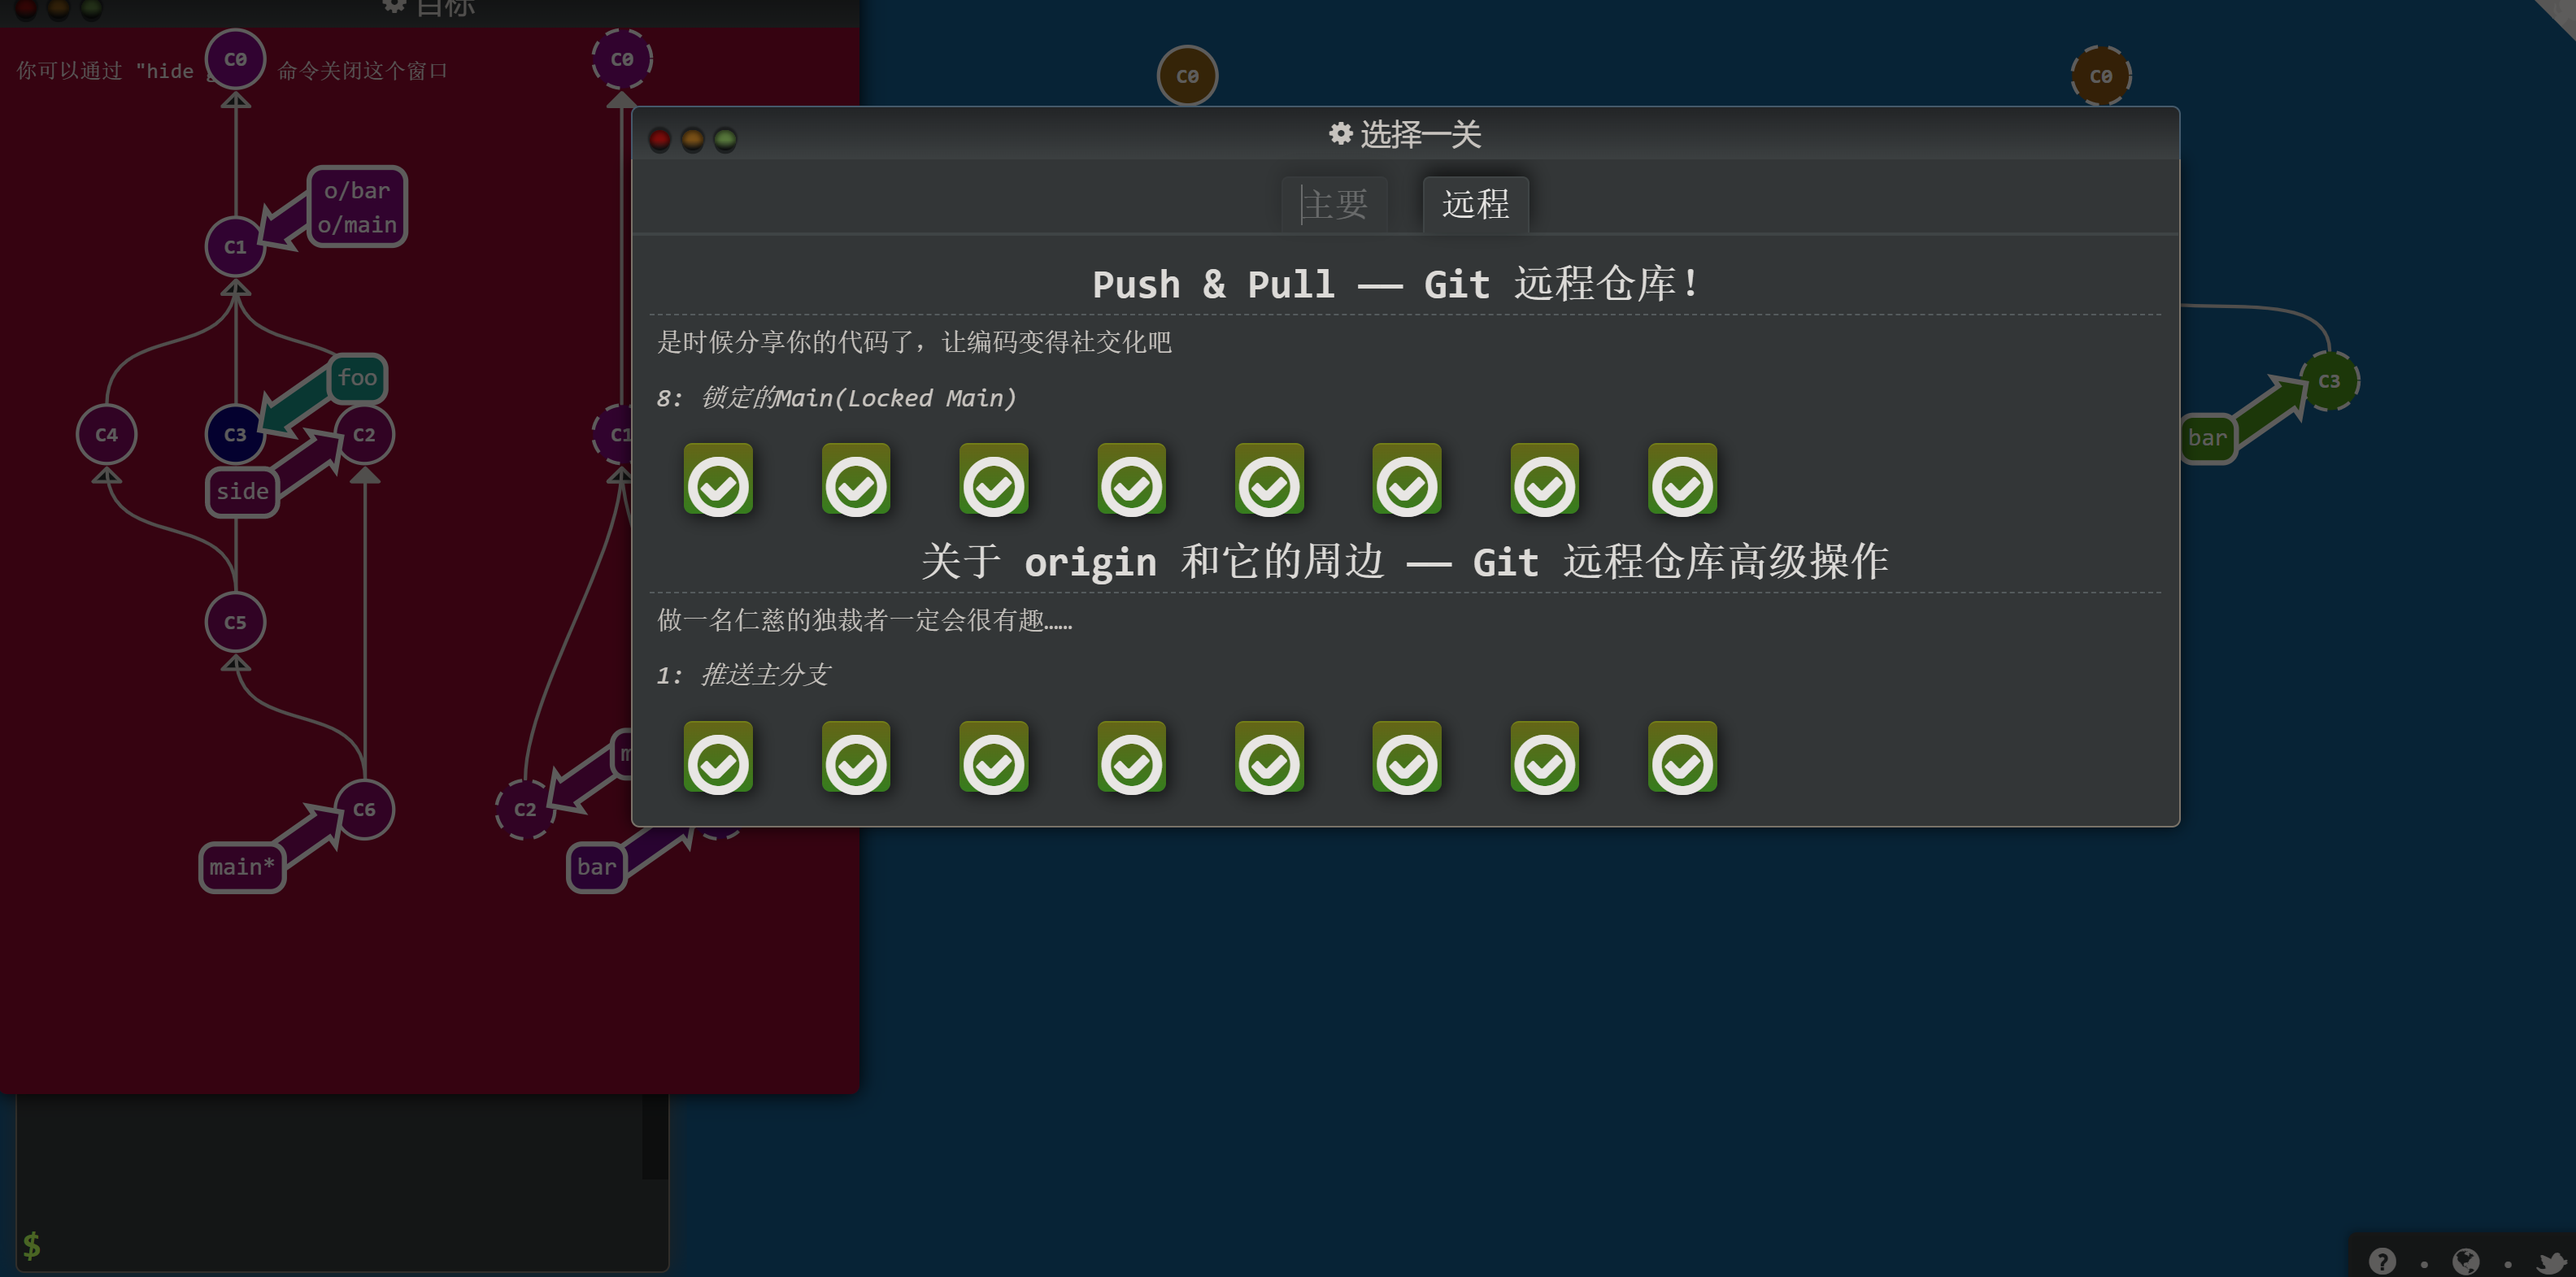 目标
你可以通过 "hide 命令关闭这个窗口
C0
C0
C0
C0
o/bar
o/main
C1
foo
C4
C3
C2
C1
side
C5
C6
C2
main*
bar
选择一关
主要
远程
Push & Pull —— Git 远程仓库!
是时候分享你的代码了，让编码变得社交化吧
8: 锁定的Main(Locked Main)
关于 origin 和它的周边 —— Git 远程仓库高级操作
做一名仁慈的独裁者一定会很有趣……
1: 推送主分支
C3
bar
$